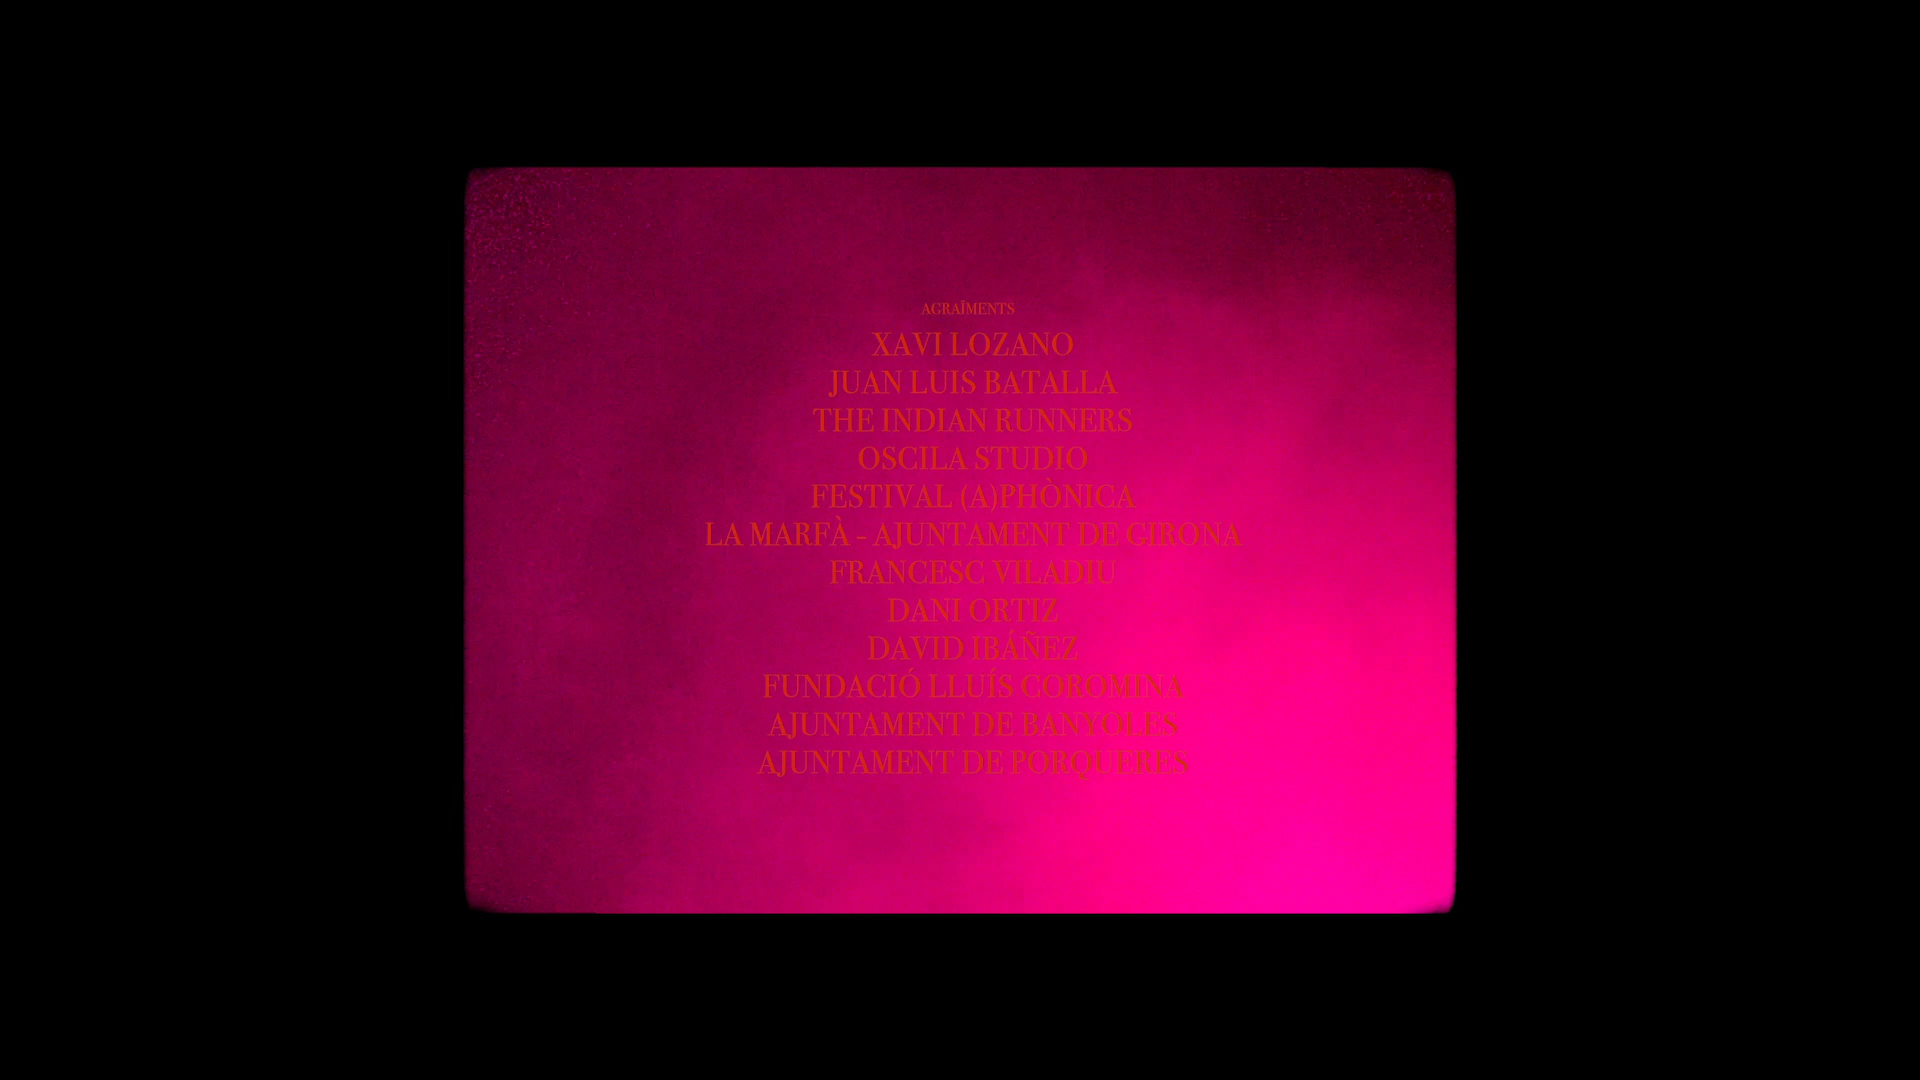 AGRAÏMENTS
XAVI LOZANO
JUAN LUIS BATALLA
THE INDIAN RUNNERS
OSCILA STUDIO
FESTIVAL (A)PHÒNICA
LA MARFÀ - AJUNTAMENT DE GIRONA
FRANCESC VILADIU
DANI ORTIZ
DAVID IBÁÑEZ
FUNDACIÓ LLUÍS COROMINA
AJUNTAMENT DE BANYOLES
AJUNTAMENT DE PORQUERES